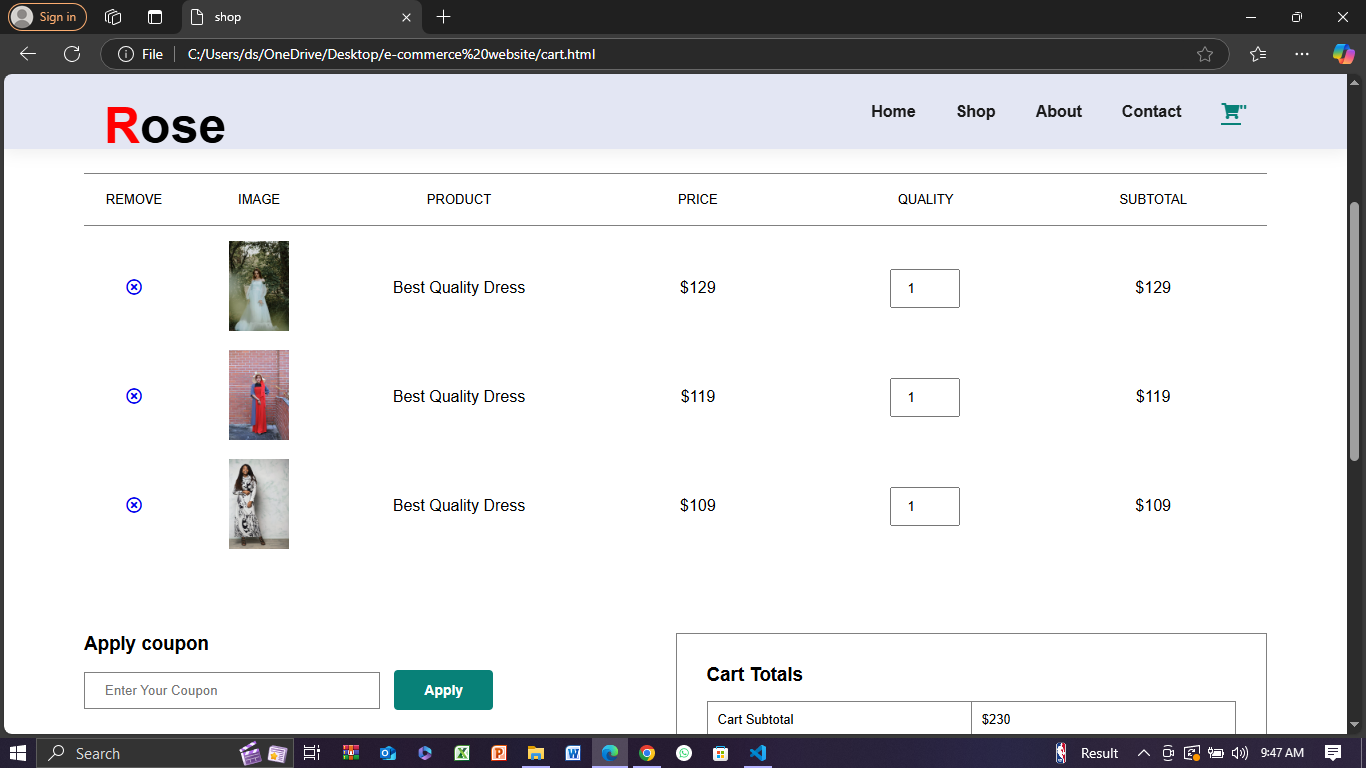 Sign in
shop
File
C:/Users/ds/OneDrive/Desktop/e-commerce%20website/cart.html
Rose
Home Shop About Contact
REMOVE IMAGE PRODUCT PRICE QUALITY SUBTOTAL
Best Quality Dress $129 1 $129
Best Quality Dress $119 1 $119
Best Quality Dress $109 1 $109
Apply coupon
Enter Your Coupon
Apply
Cart Totals
Cart Subtotal $230
Search
Result
9:47 AM